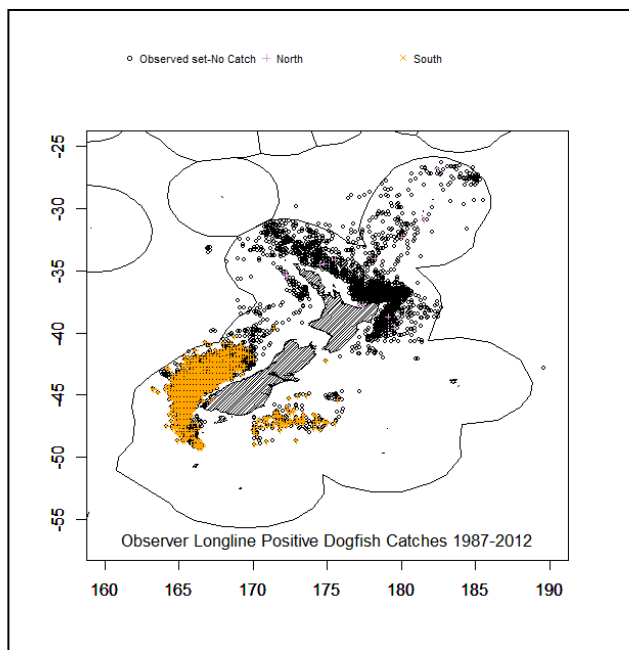 Observed set-No Catch North South
-25
-30
-35
-40
-45
-50
-55
Observer Longline Positive Dogfish Catches 1987-2012
160 165 170 175 180 185 190